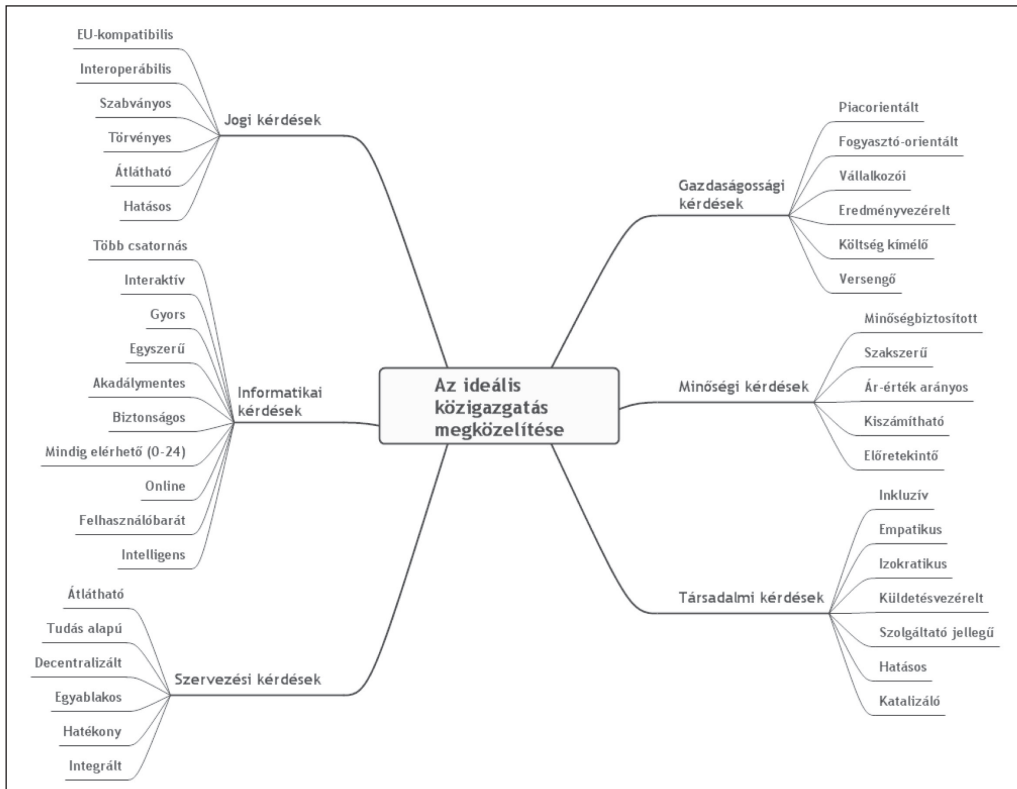 Az ideális
közigazgatás
megközelítése
Jogi kérdések
EU-kompatibilis
Interoperábilis
Szabványos
Törvényes
Átlátható
Hatásos
Informatikai
kérdések
Több csatornás
Interaktív
Gyors
Egyszerű
Akadálymentes
Biztonságos
Mindig elérhető (0-24)
Online
Felhasználóbarát
Intelligens
Szervezési kérdések
Átlátható
Tudás alapú
Decentralizált
Egyablakos
Hatékony
Integrált
Gazdaságossági
kérdések
Piacorientált
Fogyasztó-orientált
Vállalkozói
Eredményvezérelt
Költség kímélő
Versengő
Minőségi kérdések
Minőségbiztosított
Szakszerű
Ár-érték arányos
Kiszámítható
Előretekintő
Társadalmi kérdések
Inkluzív
Empatikus
Izokratikus
Küldetésvezérelt
Szolgáltató jellegű
Hatásos
Katalizáló